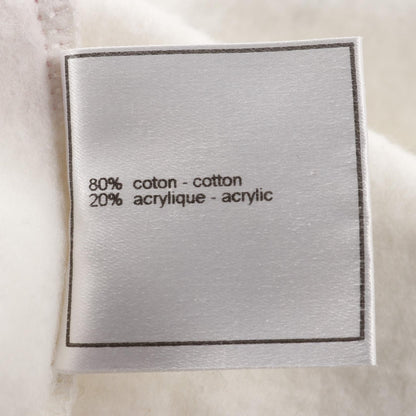 80% coton - cotton
20% acrylique - acrylic